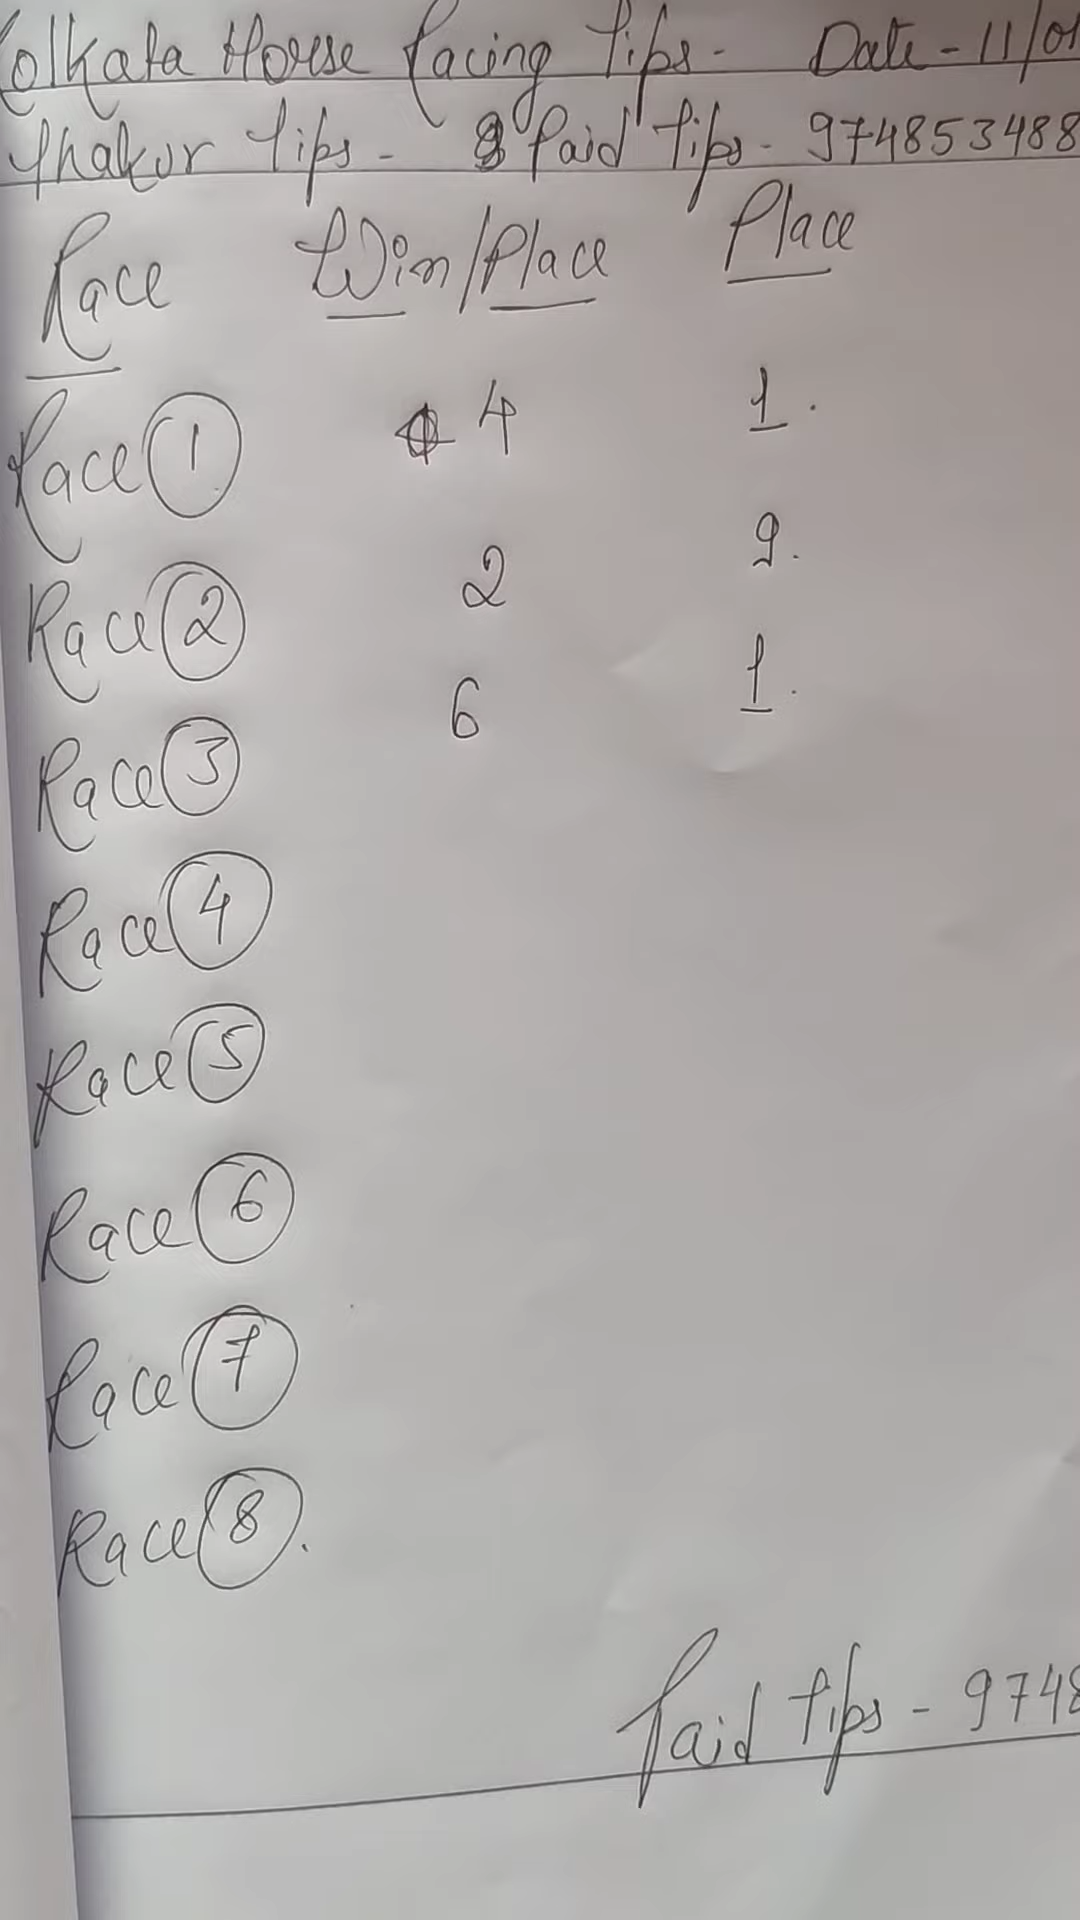 Kolkata Horse Racing Tips - Date - 11/01
Thakur Tips - Paid Tips - 974853488
Race Win/Place Place
Race 1 4 1.
Race 2 2 9.
Race 3 6 1.
Race 4
Race 5
Race 6
Race 7
Race 8.
Paid Tips - 9748